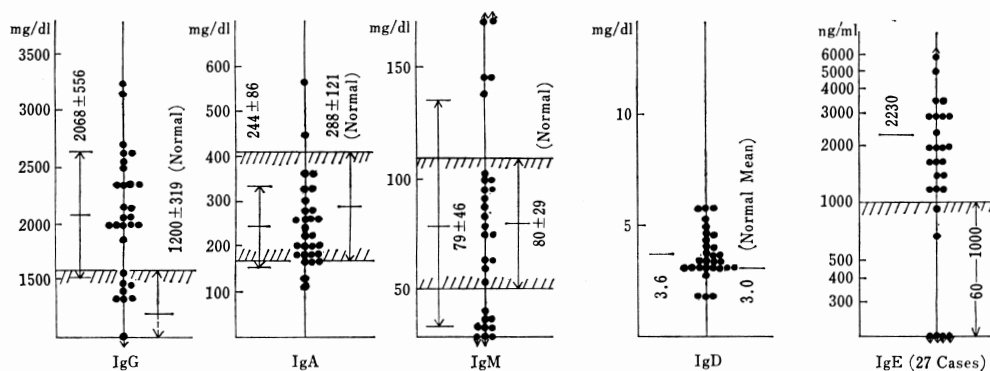 mg/dl
3500
3000
2500
2000
1500
2068±556
1200±319 (Normal)
IgG
mg/dl
600
500
400
300
200
100
244±86
288±121
(Normal)
IgA
mg/dl
150
100
50
79±46
80±29
(Normal)
IgM
mg/dl
10
5
3.6
3.0
(Normal Mean)
IgD
ng/ml
6000
5000
4000
3000
2000
1000
500
400
300
2230
60
1000
IgE (27 Cases)